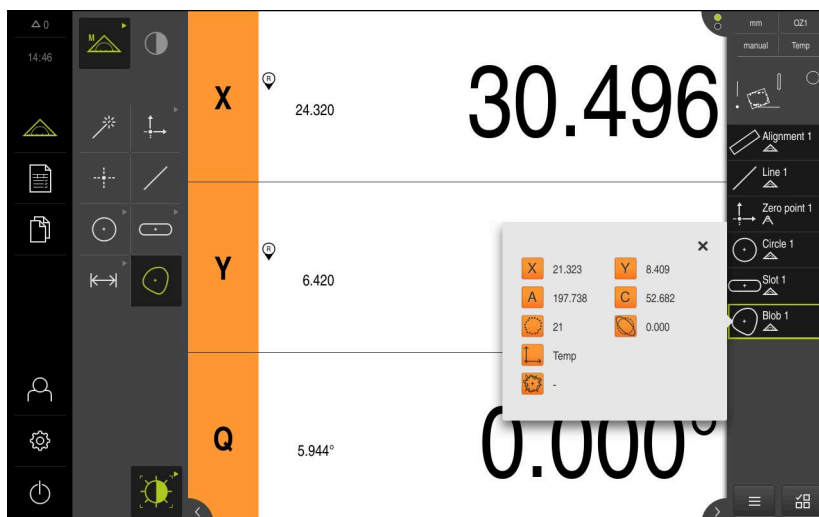 △ 0
14:46
M
X
R
24.320
30.496
Y
R
6.420
Q
5.944°
0.000°
X 21.323 Y 8.409
A 197.738 C 52.682
21 0.000
Temp
-
mm OZ1
manual Temp
Alignment 1
Line 1
Zero point 1
Circle 1
Slot 1
Blob 1